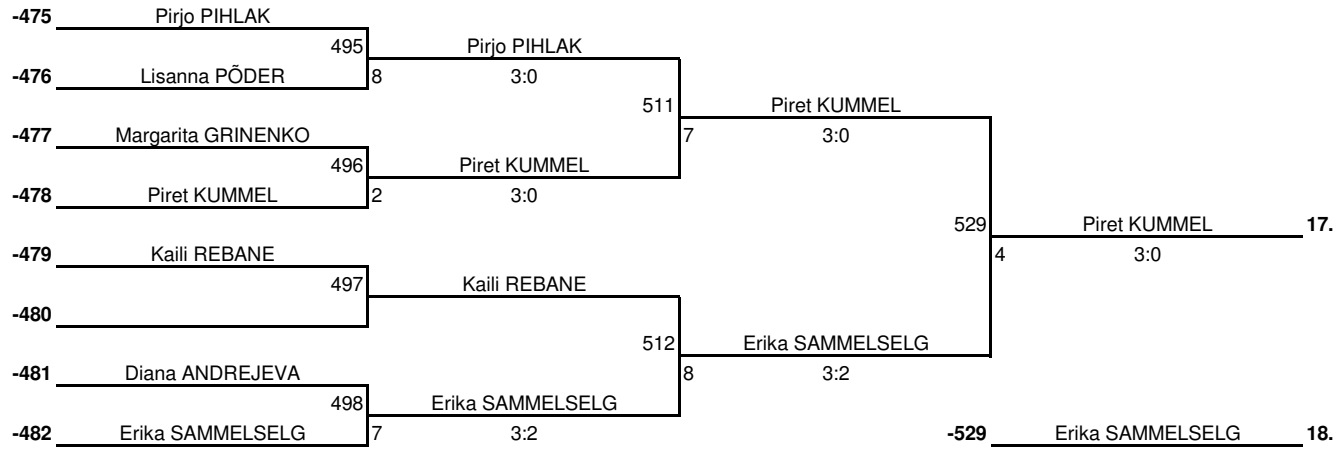 -475 Pirjo PIHLAK
495 Pirjo PIHLAK
-476 Lisanna PÕDER 8 3:0
511 Piret KUMMEL
-477 Margarita GRINENKO 7 3:0
496 Piret KUMMEL
-478 Piret KUMMEL 2 3:0
529 Piret KUMMEL 17.
-479 Kaili REBANE 4 3:0
497 Kaili REBANE
-480
512 Erika SAMMELSELG
-481 Diana ANDREJEVA 8 3:2
498 Erika SAMMELSELG
-482 Erika SAMMELSELG 7 3:2 -529 Erika SAMMELSELG 18.